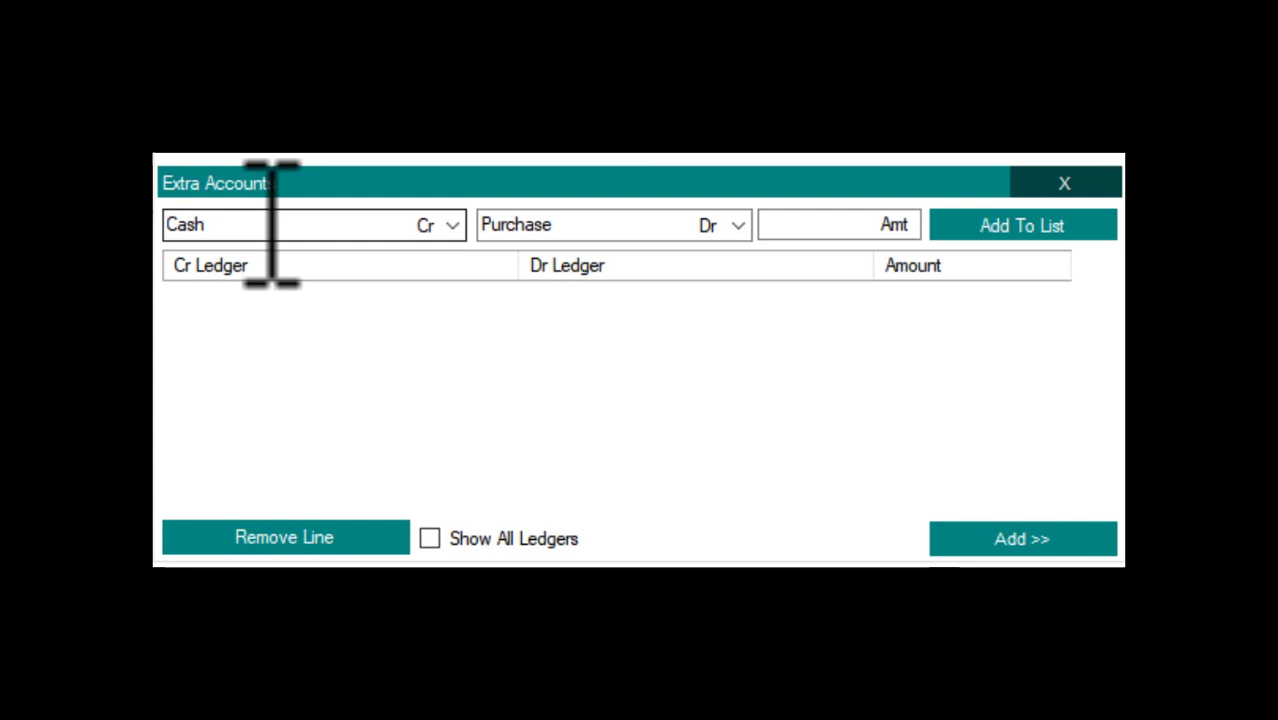 Extra Accounts X
Cash Cr Purchase Dr Amt Add To List
Cr Ledger Dr Ledger Amount
Remove Line Show All Ledgers Add >>